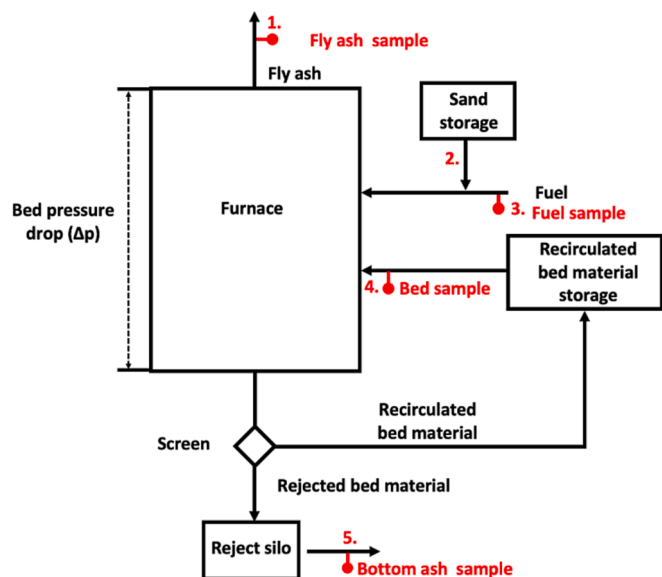 1.
Fly ash sample
Fly ash
Sand
storage
2.
Bed pressure
drop (Δp)
Furnace
Fuel
3. Fuel sample
Recirculated
bed material
storage
4. Bed sample
Recirculated
bed material
Screen
Rejected bed material
Reject silo
5.
Bottom ash sample